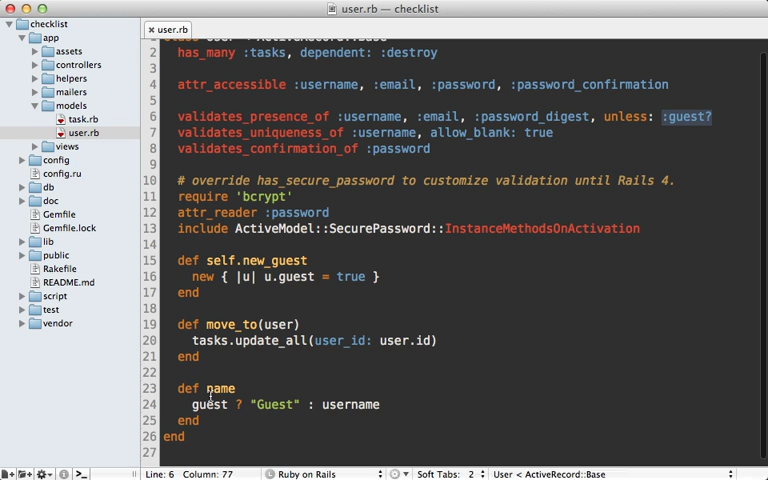 user.rb — checklist
checklist
app
assets
controllers
helpers
mailers
models
task.rb
user.rb
views
config
config.ru
db
doc
Gemfile
Gemfile.lock
lib
public
Rakefile
README.md
script
test
vendor
user.rb
2 has_many :tasks, dependent: :destroy
3
4 attr_accessible :username, :email, :password, :password_confirmation
5
6 validates_presence_of :username, :email, :password_digest, unless: :guest?
7 validates_uniqueness_of :username, allow_blank: true
8 validates_confirmation_of :password
9
10 # override has_secure_password to customize validation until Rails 4.
11 require 'bcrypt'
12 attr_reader :password
13 include ActiveModel::SecurePassword::InstanceMethodsOnActivation
14
15 def self.new_guest
16 new { |u| u.guest = true }
17 end
18
19 def move_to(user)
20 tasks.update_all(user_id: user.id)
21 end
22
23 def name
24 guest ? "Guest" : username
25 end
26 end
27
Line: 6 Column: 77 Ruby on Rails Soft Tabs: 2 User < ActiveRecord::Base